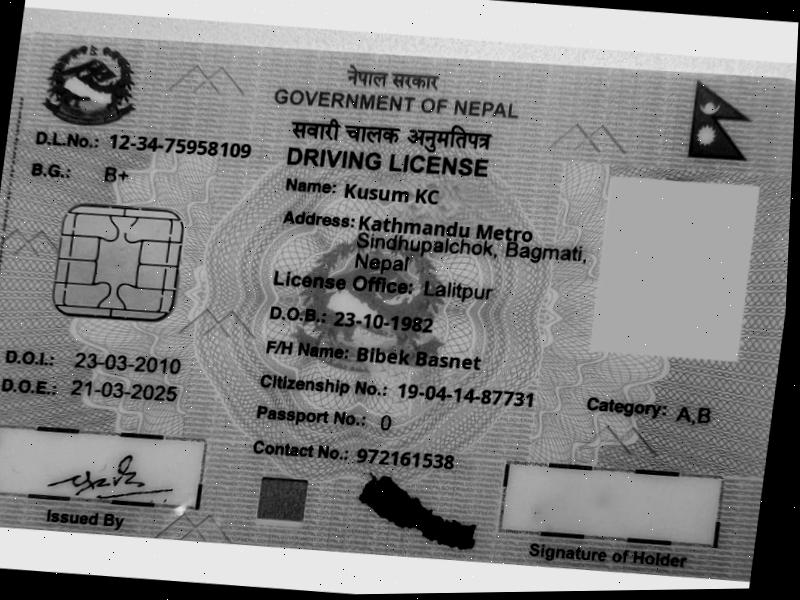 नेपाल सरकार
GOVERNMENT OF NEPAL
सवारी चालक अनुमतिपत्र
DRIVING LICENSE
D.L.No.: 12-34-75958109
B.G.: B+
Name: Kusum KC
Address: Kathmandu Metro
Sindhupalchok, Bagmati,
Nepal
License Office: Lalitpur
D.O.B.: 23-10-1982
F/H Name: Bibek Basnet
D.O.I.: 23-03-2010
D.O.E.: 21-03-2025
Citizenship No.: 19-04-14-87731
Category: A,B
Passport No.: 0
Contact No.: 972161538
Issued By
Signature of Holder